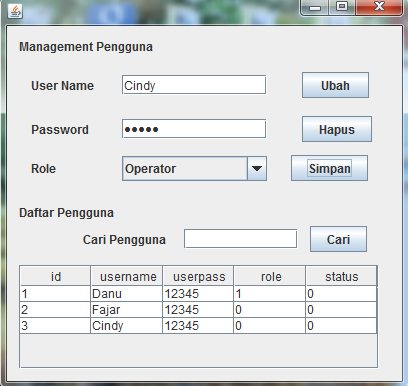 Management Pengguna
User Name Cindy Ubah
Password ●●●●● Hapus
Role Operator Simpan
Daftar Pengguna
Cari Pengguna Cari
id username userpass role status
1 Danu 12345 1 0
2 Fajar 12345 0 0
3 Cindy 12345 0 0